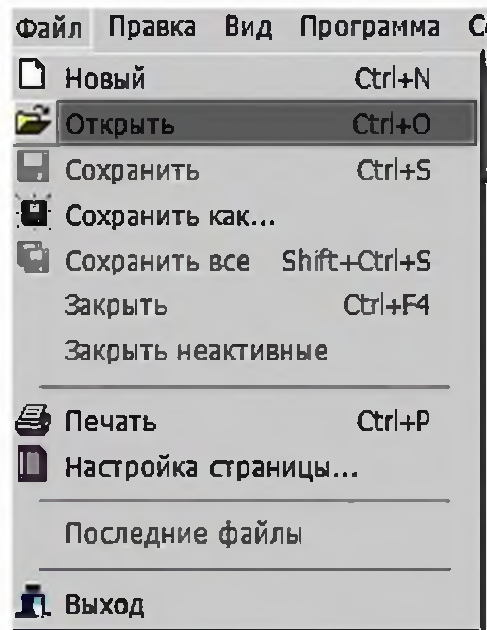 Файл Правка Вид Программа
Новый Ctrl+N
Открыть Ctrl+O
Сохранить Ctrl+S
Сохранить как...
Сохранить все Shift+Ctrl+S
Закрыть Ctrl+F4
Закрыть неактивные
Печать Ctrl+P
Настройка страницы...
Последние файлы
Выход